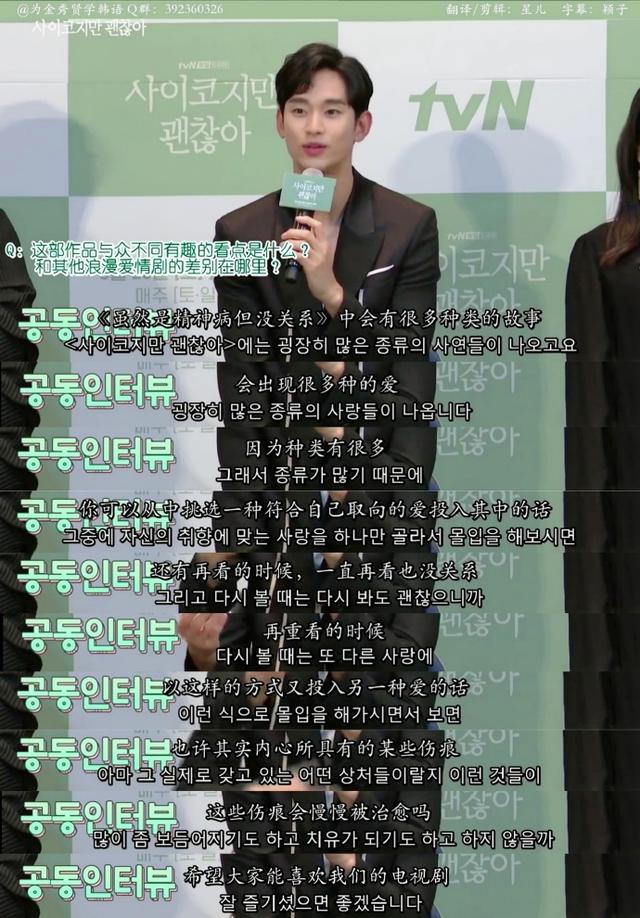 @为金秀贤学韩语 Q群：392360326
翻译/剪辑：星儿 字幕：颖子
사이코지만 괜찮아
사이코지만
괜찮아
tvN
사이코지만
괜찮아
tvN
사이코지만
괜찮아
Q：这部作品与众不同有趣的看点是什么？
和其他浪漫爱情剧的差别在哪里？
매주 [토·일
공동인터뷰
《虽然是精神病但没关系》中会有很多种类的故事
<사이코지만 괜찮아>에는 굉장히 많은 종류의 사연들이 나오고요
공동인터뷰
会出现很多种的爱
굉장히 많은 종류의 사랑들이 나옵니다
공동인터뷰
因为种类有很多
그래서 종류가 많기 때문에
공동인터뷰
你可以从中挑选一种符合自己取向的爱投入其中的话
그중에 자신의 취향에 맞는 사랑을 하나만 골라서 몰입을 해보시면
공동인터뷰
还有再看的时候，一直再看也没关系
그리고 다시 볼 때는 다시 봐도 괜찮으니까
공동인터뷰
再重看的时候
다시 볼 때는 또 다른 사랑에
공동인터뷰
以这样的方式又投入另一种爱的话
이런 식으로 몰입을 해가시면서 보면
공동인터뷰
也许其实内心所具有的某些伤痕
아마 그 실제로 갖고 있는 어떤 상처들이랄지 이런 것들이
공동인터뷰
这些伤痕会慢慢被治愈吗
많이 좀 보듬어지기도 하고 치유가 되기도 하고 하지 않을까
공동인터뷰
希望大家能喜欢我们的电视剧
잘 즐기셨으면 좋겠습니다